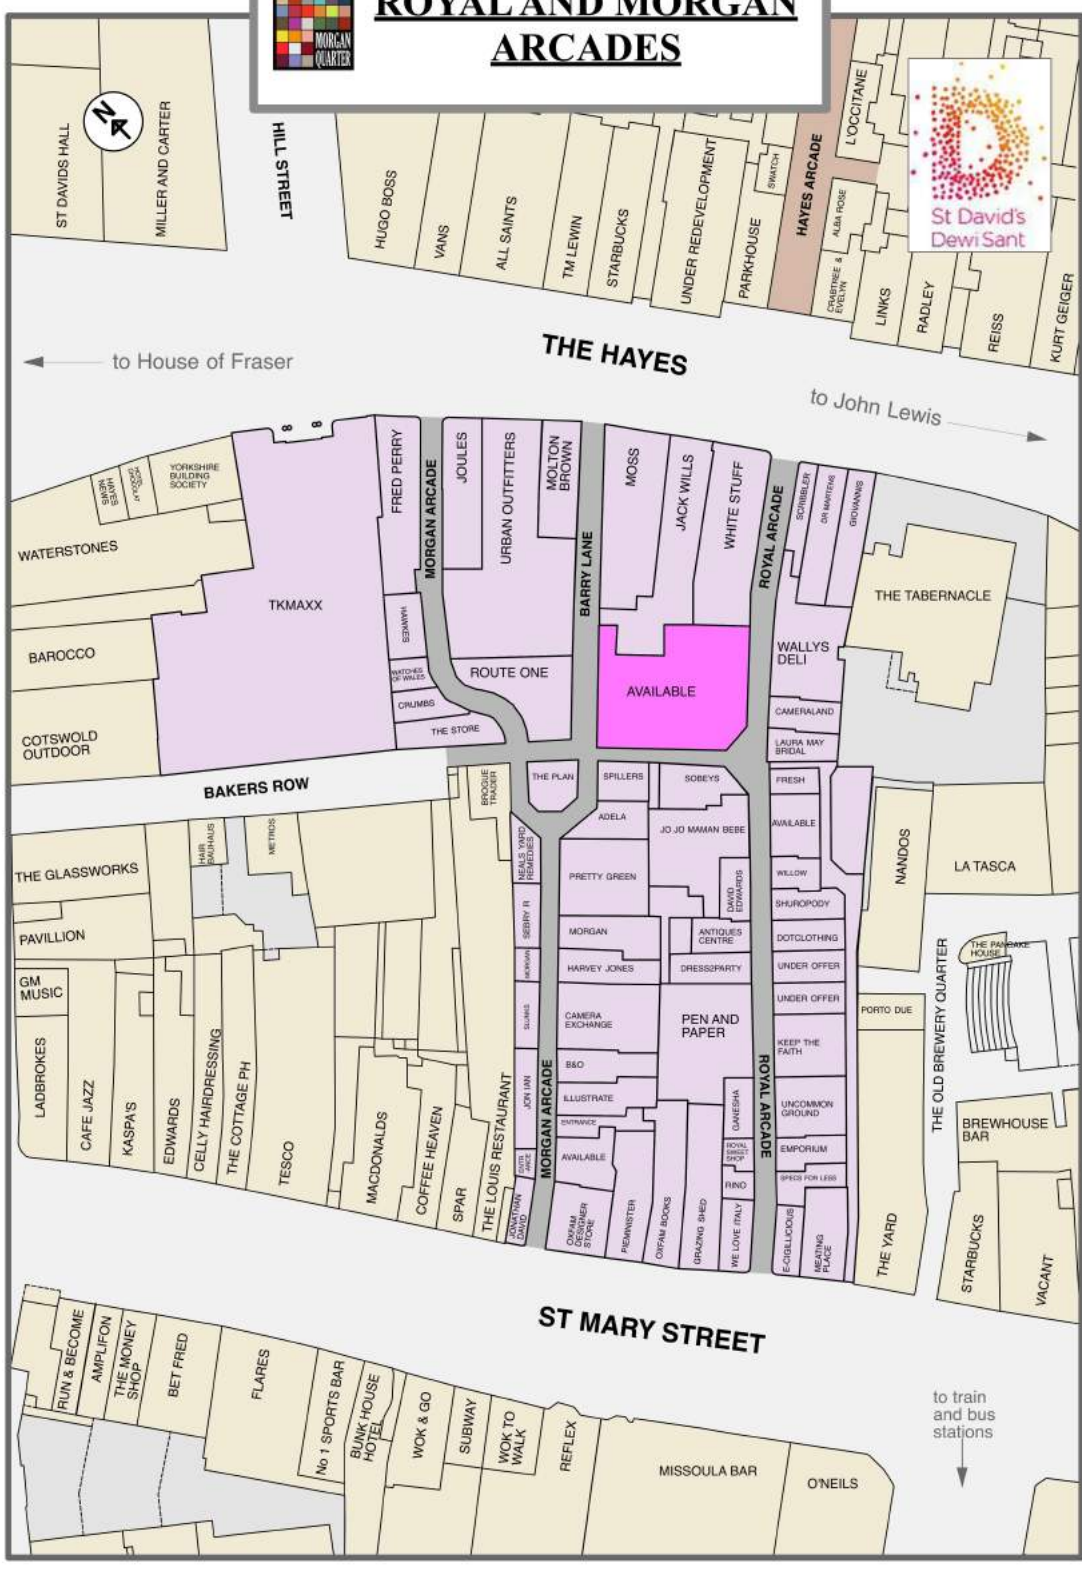 ROYAL AND MORGAN
ARCADES
MORGAN
QUARTER
N
ST DAVIDS HALL
MILLER AND CARTER
HILL STREET
HUGO BOSS
VANS
ALL SAINTS
TM LEWIN
STARBUCKS
UNDER REDEVELOPMENT
PARKHOUSE
SWATCH
HAYES ARCADE
L'OCCITANE
ALBA ROSE
CRABTREE &
EVELYN
LINKS
RADLEY
REISS
KURT GEIGER
St David's
Dewi Sant
THE HAYES
to House of Fraser
to John Lewis
HAYES
NEWS
HOTEL
CHOCOLAT
YORKSHIRE
BUILDING
SOCIETY
WATERSTONES
BAROCCO
COTSWOLD
OUTDOOR
TKMAXX
FRED PERRY
MORGAN ARCADE
JOULES
URBAN OUTFITTERS
MOLTON
BROWN
BARRY LANE
MOSS
JACK WILLS
WHITE STUFF
ROYAL ARCADE
SCRIBBLER
DR MARTENS
GIOVANNIS
THE TABERNACLE
HAWKES
WATCHES
OF WALES
CRUMBS
THE STORE
ROUTE ONE
AVAILABLE
WALLYS
DELI
CAMERALAND
LAURA MAY
BRIDAL
BAKERS ROW
BROGUE
TRADER
THE PLAN
SPILLERS
SOBEYS
FRESH
ADELA
JO JO MAMAN BEBE
AVAILABLE
NEALS YARD
REMEDIES
PRETTY GREEN
DAVID
EDWARDS
WILLOW
SHUROPODY
NANDOS
LA TASCA
THE GLASSWORKS
HAIR
BAUHAUS
METROS
PAVILLION
GM
MUSIC
SEBRY R
MORGAN
ANTIQUES
CENTRE
DOTCLOTHING
MORGAN
HARVEY JONES
DRESS2PARTY
UNDER OFFER
SLUNKS
CAMERA
EXCHANGE
PEN AND
PAPER
UNDER OFFER
PORTO DUE
THE OLD BREWERY QUARTER
THE PANCAKE
HOUSE
KEEP THE
FAITH
B&O
JON IAN
ILLUSTRATE
GANESHA
UNCOMMON
GROUND
ENTRANCE
MORGAN ARCADE
ROYAL ARCADE
AVAILABLE
ROYAL
SWEET
SHOP
EMPORIUM
BREWHOUSE
BAR
ENTR
ANCE
RINO
SPECS FOR LESS
LADBROKES
CAFE JAZZ
KASPA'S
EDWARDS
CELLY HAIRDRESSING
THE COTTAGE PH
TESCO
MACDONALDS
COFFEE HEAVEN
SPAR
THE LOUIS RESTAURANT
JONATHAN
DAVID
OXFAM
DESIGNER
STORE
PIEMINISTER
OXFAM BOOKS
GRAZING SHED
WE LOVE ITALY
E-CIGILLICIOUS
MEATING
PLACE
THE YARD
STARBUCKS
VACANT
ST MARY STREET
RUN & BECOME
AMPLIFON
THE MONEY
SHOP
BET FRED
FLARES
No 1 SPORTS BAR
BUNK HOUSE
HOTEL
WOK & GO
SUBWAY
WOK TO
WALK
REFLEX
MISSOULA BAR
O'NEILS
to train
and bus
stations